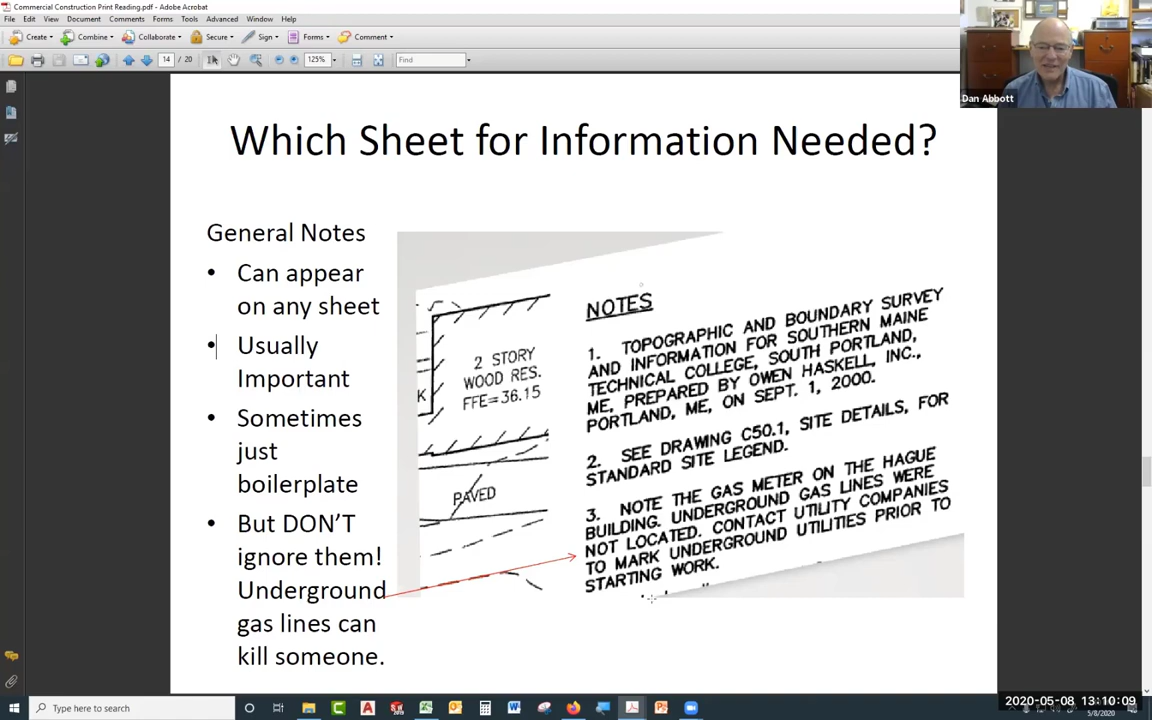 Commercial Construction Print Reading.pdf - Adobe Acrobat
File Edit View Document Comments Forms Tools Advanced Window Help
Create Combine Collaborate Secure Sign Forms Comment
14 / 20 125% Find
Dan Abbott
Which Sheet for Information Needed?
General Notes
• Can appear
on any sheet
• Usually
Important
• Sometimes
just
boilerplate
• But DON'T
ignore them!
Underground
gas lines can
kill someone.
2 STORY
WOOD RES.
FFE=36.15
K
PAVED
NOTES
1. TOPOGRAPHIC AND BOUNDARY SURVEY
AND INFORMATION FOR SOUTHERN MAINE
TECHNICAL COLLEGE, SOUTH PORTLAND,
ME, PREPARED BY OWEN HASKELL, INC.,
PORTLAND, ME, ON SEPT. 1, 2000.
2. SEE DRAWING C50.1, SITE DETAILS, FOR
STANDARD SITE LEGEND.
3. NOTE THE GAS METER ON THE HAGUE
BUILDING. UNDERGROUND GAS LINES WERE
NOT LOCATED. CONTACT UTILITY COMPANIES
TO MARK UNDERGROUND UTILITIES PRIOR TO
STARTING WORK.
Type here to search
2020-05-08 13:10:09
5/8/2020